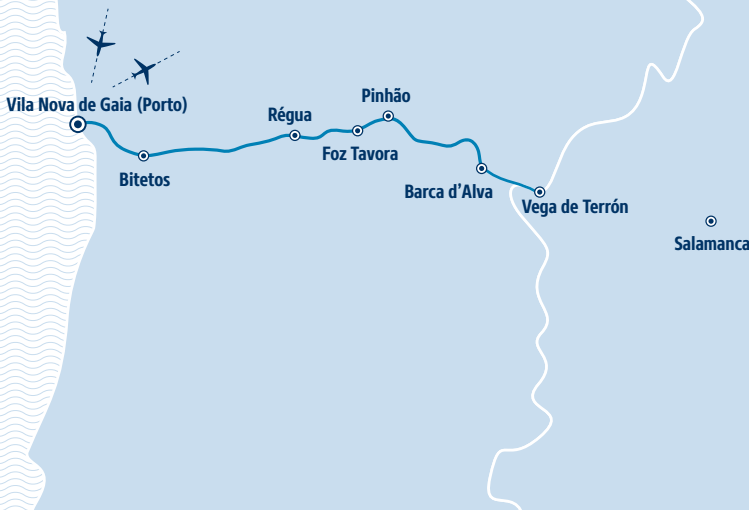 Vila Nova de Gaia (Porto)
Bitetos
Régua
Foz Tavora
Pinhão
Barca d’Alva
Vega de Terrón
Salamanca